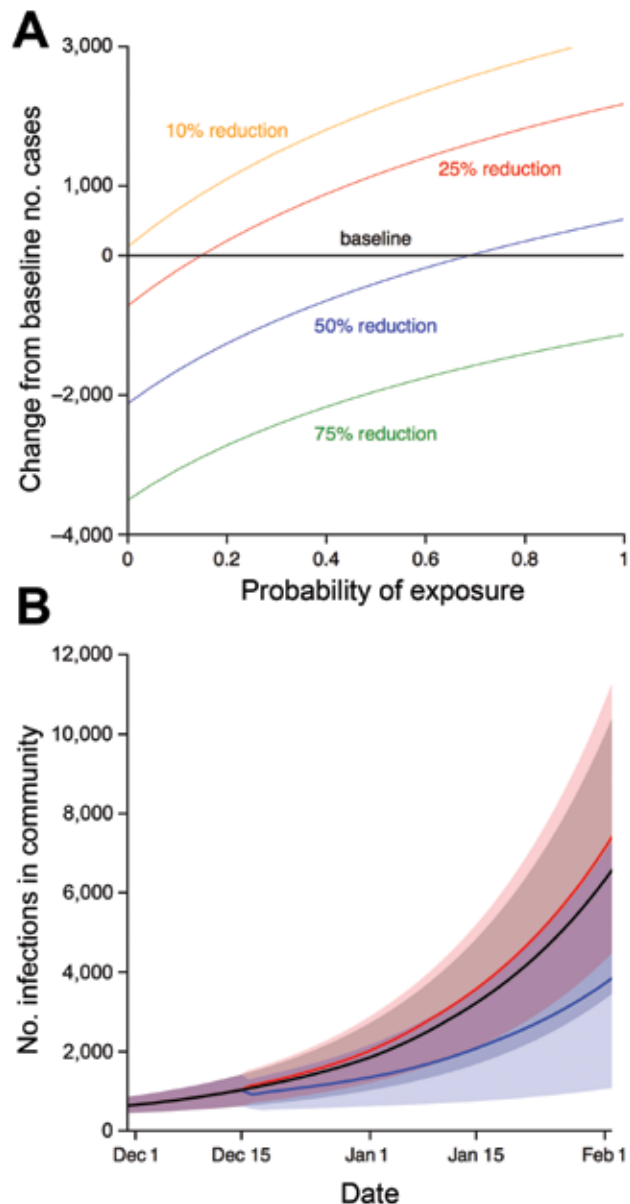 A
3,000
1,000
0
−2,000
−4,000
Change from baseline no. cases
10% reduction
25% reduction
baseline
50% reduction
75% reduction
0
0.2
0.4
0.6
0.8
1
Probability of exposure
B
12,000
10,000
8,000
6,000
4,000
2,000
0
No. infections in community
Dec 1
Dec 15
Jan 1
Jan 15
Feb 1
Date